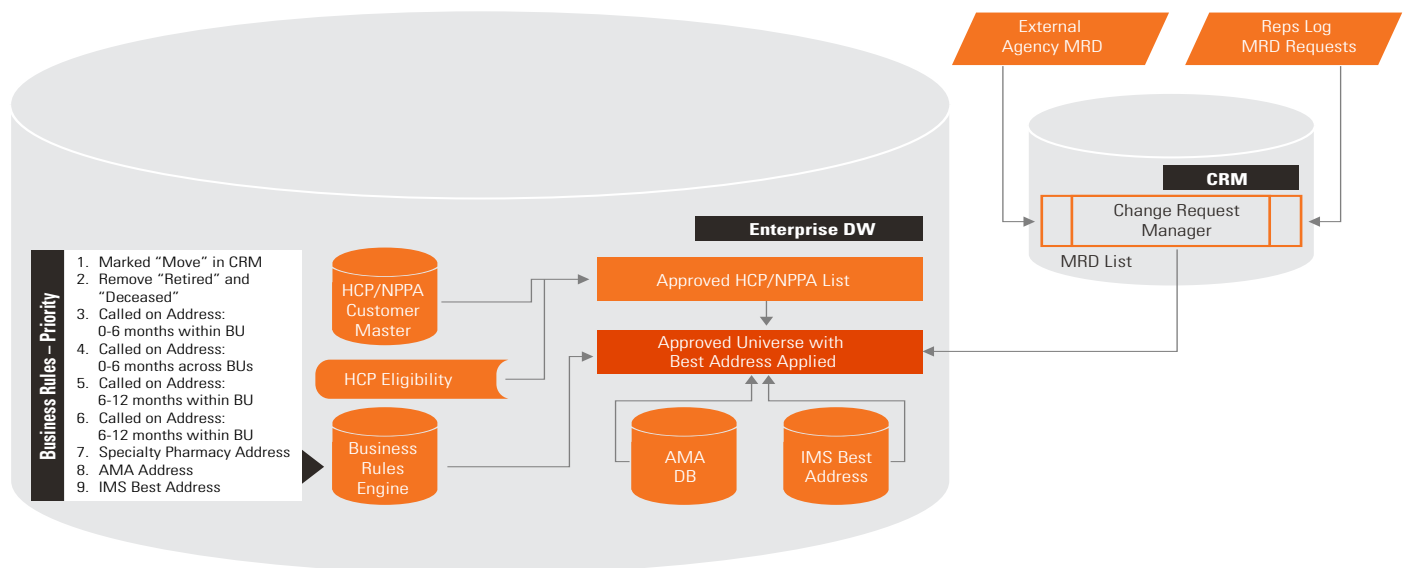 External
Agency MRD
Reps Log
MRD Requests
CRM
Change Request
Manager
MRD List
Enterprise DW
Approved HCP/NPPA List
Approved Universe with
Best Address Applied
HCP/NPPA
Customer
Master
HCP Eligibility
Business
Rules
Engine
AMA
DB
IMS Best
Address
Business Rules – Priority
1. Marked “Move” in CRM
2. Remove “Retired” and
“Deceased”
3. Called on Address:
0-6 months within BU
4. Called on Address:
0-6 months across BUs
5. Called on Address:
6-12 months within BU
6. Called on Address:
6-12 months within BU
7. Specialty Pharmacy Address
8. AMA Address
9. IMS Best Address